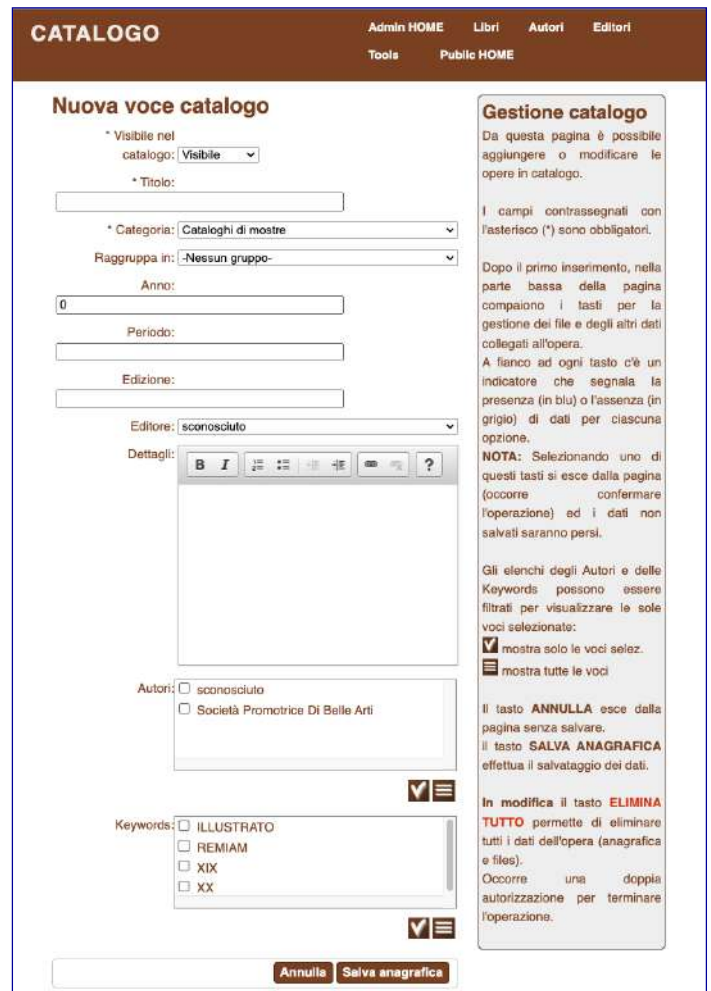 CATALOGO
Admin HOME Libri Autori Editori
Tools Public HOME
Nuova voce catalogo
* Visibile nel
catalogo: Visibile
* Titolo:
* Categoria: Cataloghi di mostre
Raggruppa in: -Nessun gruppo-
Anno:
0
Periodo:
Edizione:
Editore: sconosciuto
Dettagli:
B I ?
Autori: sconosciuto
Società Promotrice Di Belle Arti
Keywords: ILLUSTRATO
REMIAM
XIX
XX
Annulla Salva anagrafica
Gestione catalogo
Da questa pagina è possibile
aggiungere o modificare le
opere in catalogo.
I campi contrassegnati con
l'asterisco (*) sono obbligatori.
Dopo il primo inserimento, nella
parte bassa della pagina
compaiono i tasti per la
gestione dei file e degli altri dati
collegati all'opera.
A fianco ad ogni tasto c'è un
indicatore che segnala la
presenza (in blu) o l'assenza (in
grigio) di dati per ciascuna
opzione.
NOTA: Selezionando uno di
questi tasti si esce dalla pagina
(occorre confermare
l'operazione) ed i dati non
salvati saranno persi.
Gli elenchi degli Autori e delle
Keywords possono essere
filtrati per visualizzare le sole
voci selezionate:
mostra solo le voci selez.
mostra tutte le voci
Il tasto ANNULLA esce dalla
pagina senza salvare.
il tasto SALVA ANAGRAFICA
effettua il salvataggio dei dati.
In modifica il tasto ELIMINA
TUTTO permette di eliminare
tutti i dati dell'opera (anagrafica
e files).
Occorre una doppia
autorizzazione per terminare
l'operazione.